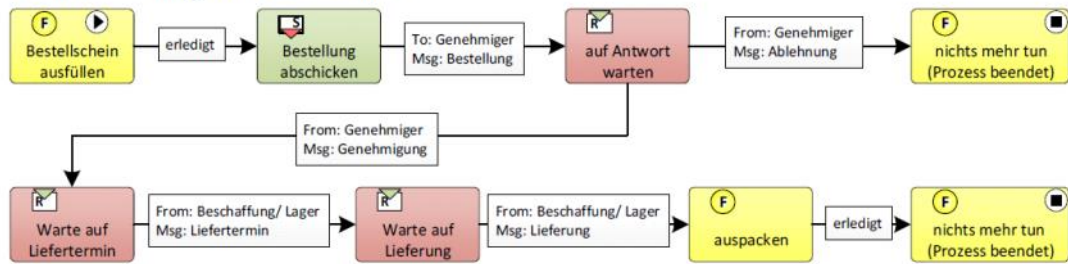 F
Bestellschein
ausfüllen
erledigt
S
Bestellung
abschicken
To: Genehmiger
Msg: Bestellung
R
auf Antwort
warten
From: Genehmiger
Msg: Ablehnung
F
nichts mehr tun
(Prozess beendet)
From: Genehmiger
Msg: Genehmigung
R
Warte auf
Liefertermin
From: Beschaffung/ Lager
Msg: Liefertermin
R
Warte auf
Lieferung
From: Beschaffung/ Lager
Msg: Lieferung
F
auspacken
erledigt
F
nichts mehr tun
(Prozess beendet)